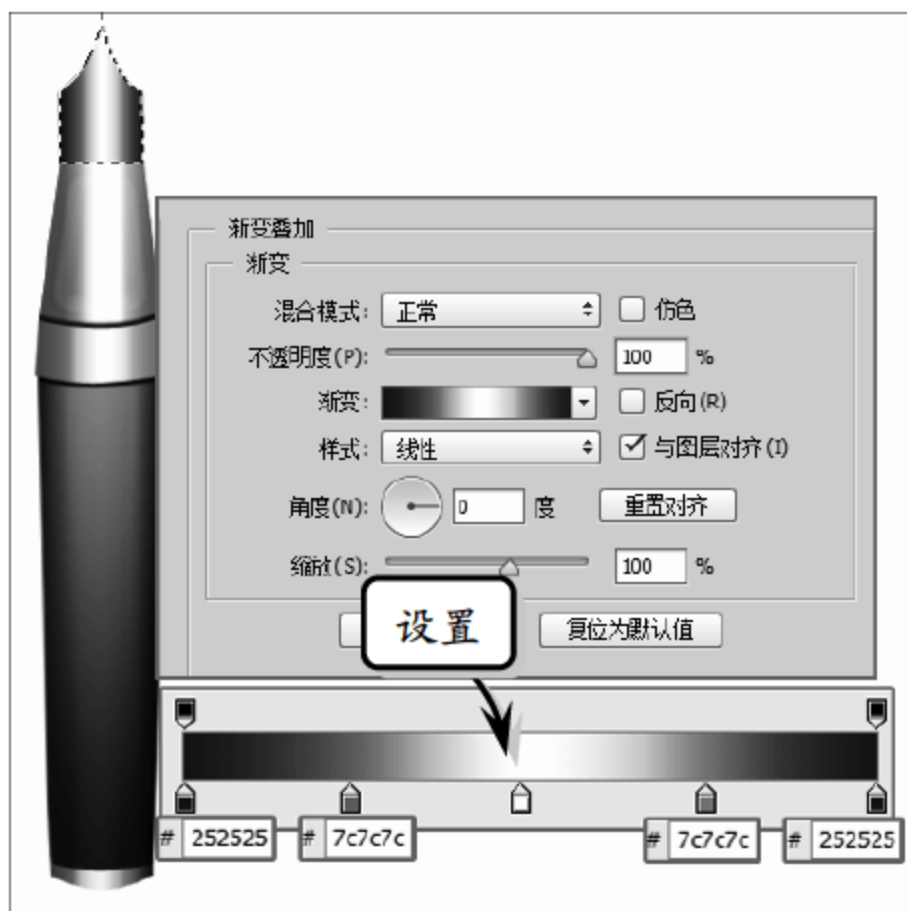 渐变叠加
渐变
混合模式: 正常 仿色
不透明度(P): 100 %
渐变: 反向(R)
样式: 线性 与图层对齐(I)
角度(N): 0 度 重置对齐
缩放(S): 100 %
设置 复位为默认值
# 252525 # 7c7c7c # 7c7c7c # 252525